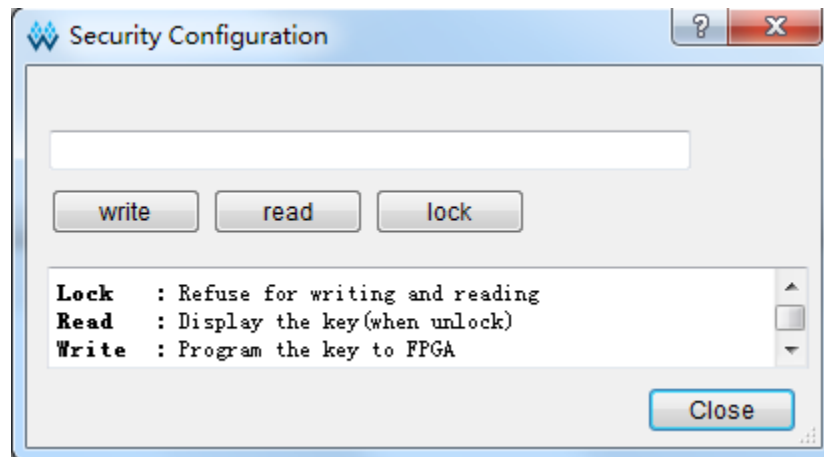 Security Configuration
write read lock
Lock : Refuse for writing and reading
Read : Display the key(when unlock)
Write : Program the key to FPGA
Close